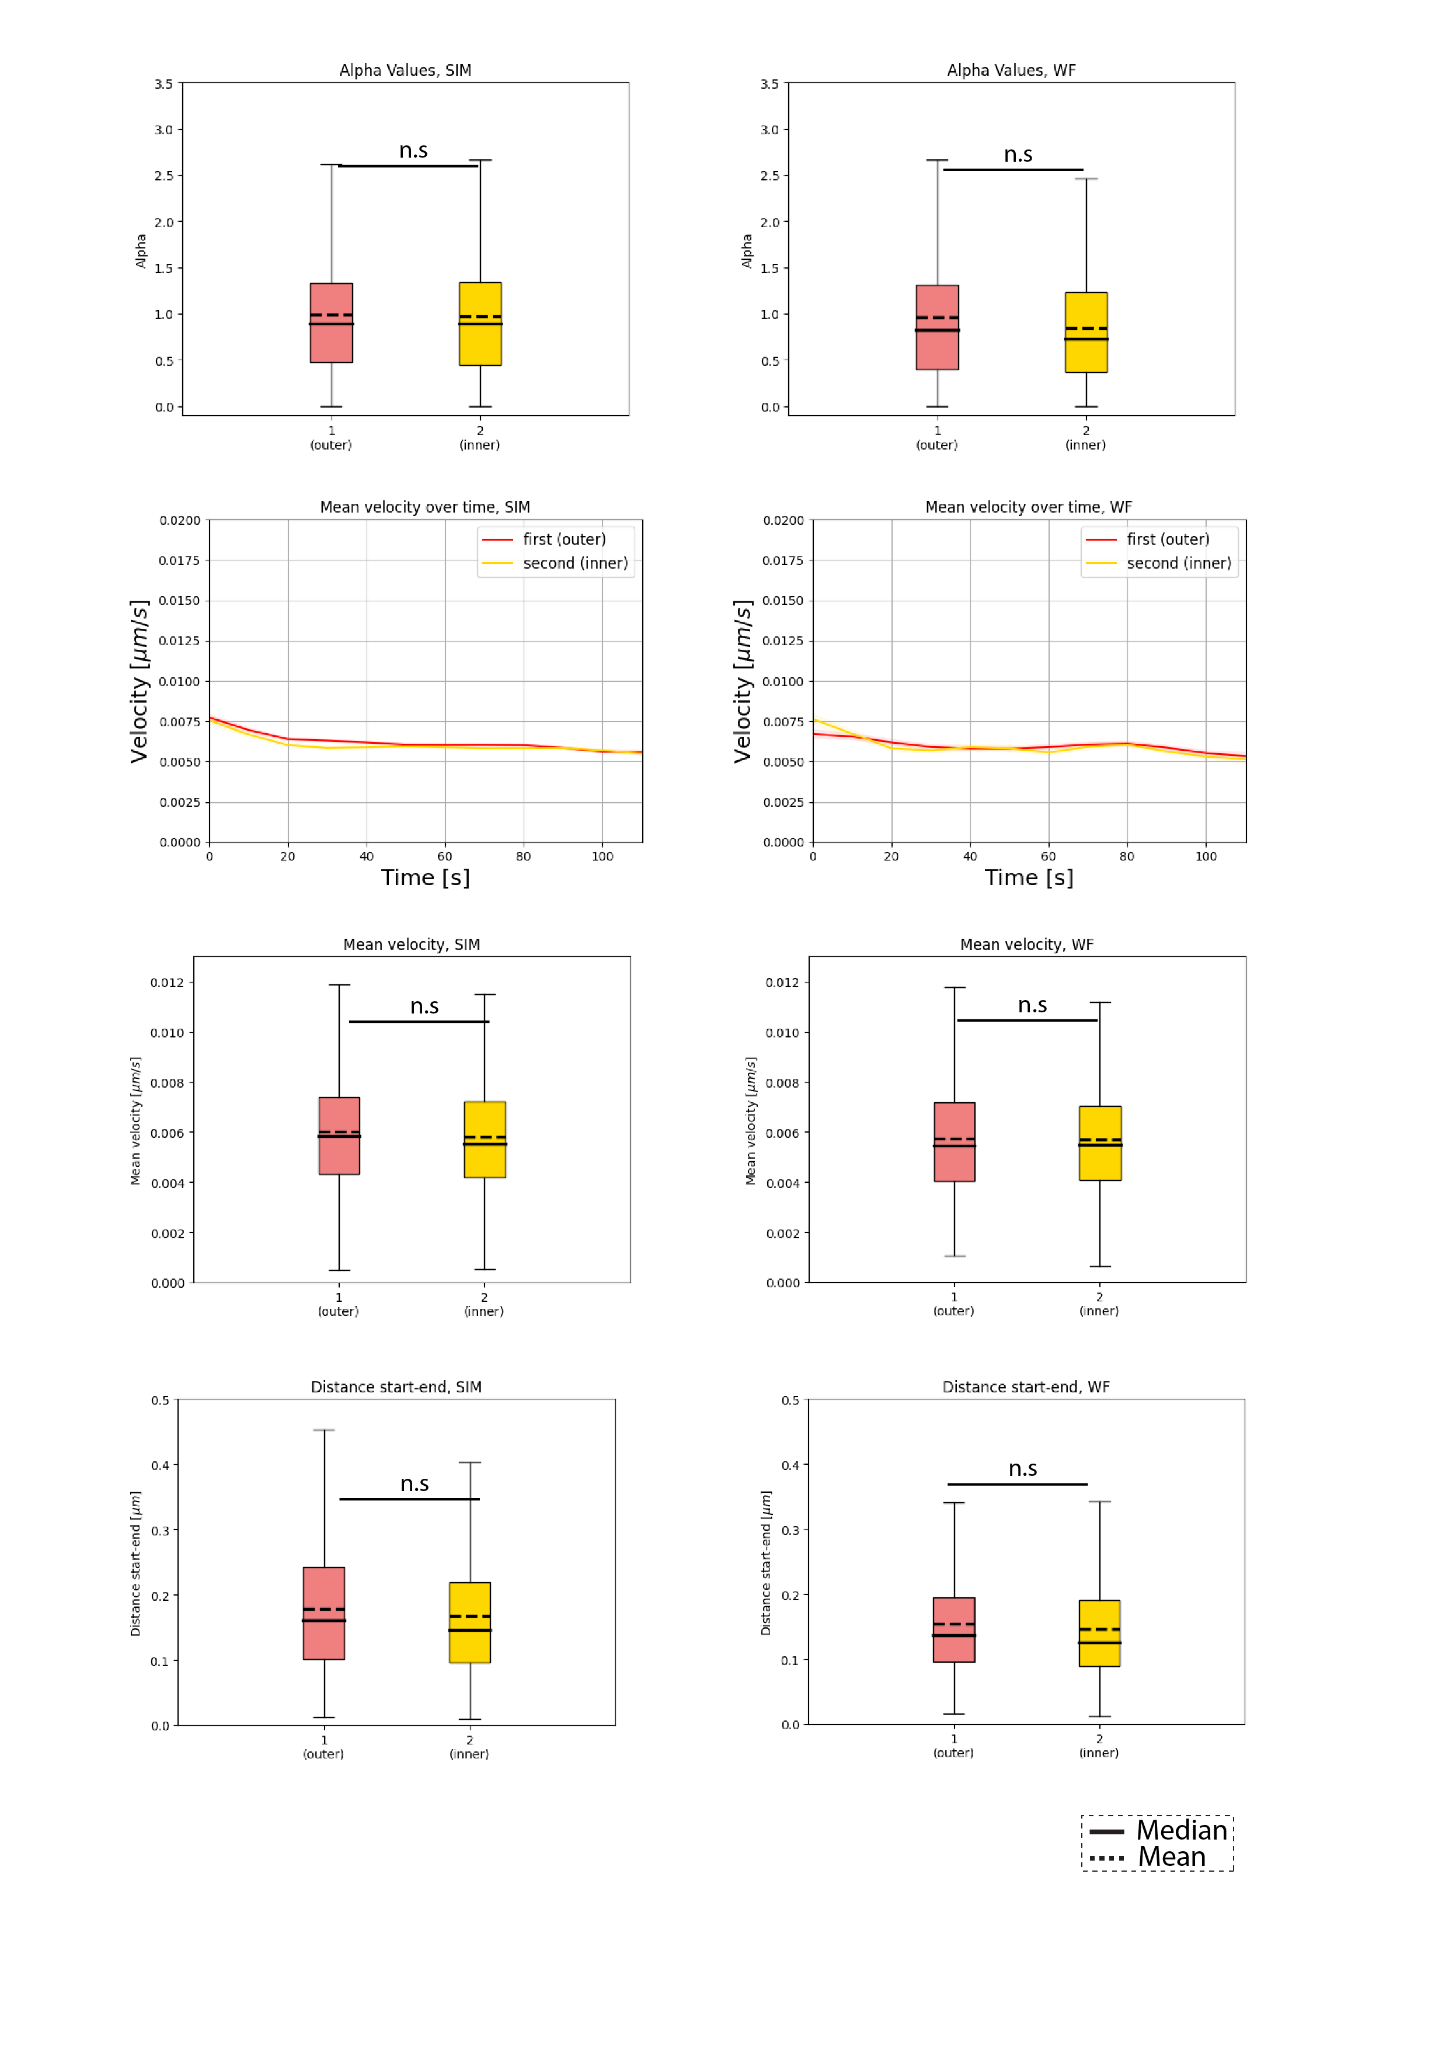 Alpha Values, SIM
3.5
3.0
2.5
2.0
1.5
1.0
0.5
0.0
Alpha
n.s
1
(outer)
2
(inner)
Alpha Values, WF
3.5
3.0
2.5
2.0
1.5
1.0
0.5
0.0
Alpha
n.s
1
(outer)
2
(inner)
Mean velocity over time, SIM
0.0200
0.0175
0.0150
0.0125
0.0100
0.0075
0.0050
0.0025
0.0000
Velocity [μm/s]
first (outer)
second (inner)
0 20 40 60 80 100
Time [s]
Mean velocity over time, WF
0.0200
0.0175
0.0150
0.0125
0.0100
0.0075
0.0050
0.0025
0.0000
Velocity [μm/s]
first (outer)
second (inner)
0 20 40 60 80 100
Time [s]
Mean velocity, SIM
0.012
0.010
0.008
0.006
0.004
0.002
0.000
Mean velocity [μm/s]
n.s
1
(outer)
2
(inner)
Mean velocity, WF
0.012
0.010
0.008
0.006
0.004
0.002
0.000
Mean velocity [μm/s]
n.s
1
(outer)
2
(inner)
Distance start-end, SIM
0.5
0.4
0.3
0.2
0.1
0.0
Distance start-end [μm]
n.s
1
(outer)
2
(inner)
Distance start-end, WF
0.5
0.4
0.3
0.2
0.1
0.0
Distance start-end [μm]
n.s
1
(outer)
2
(inner)
Median
Mean